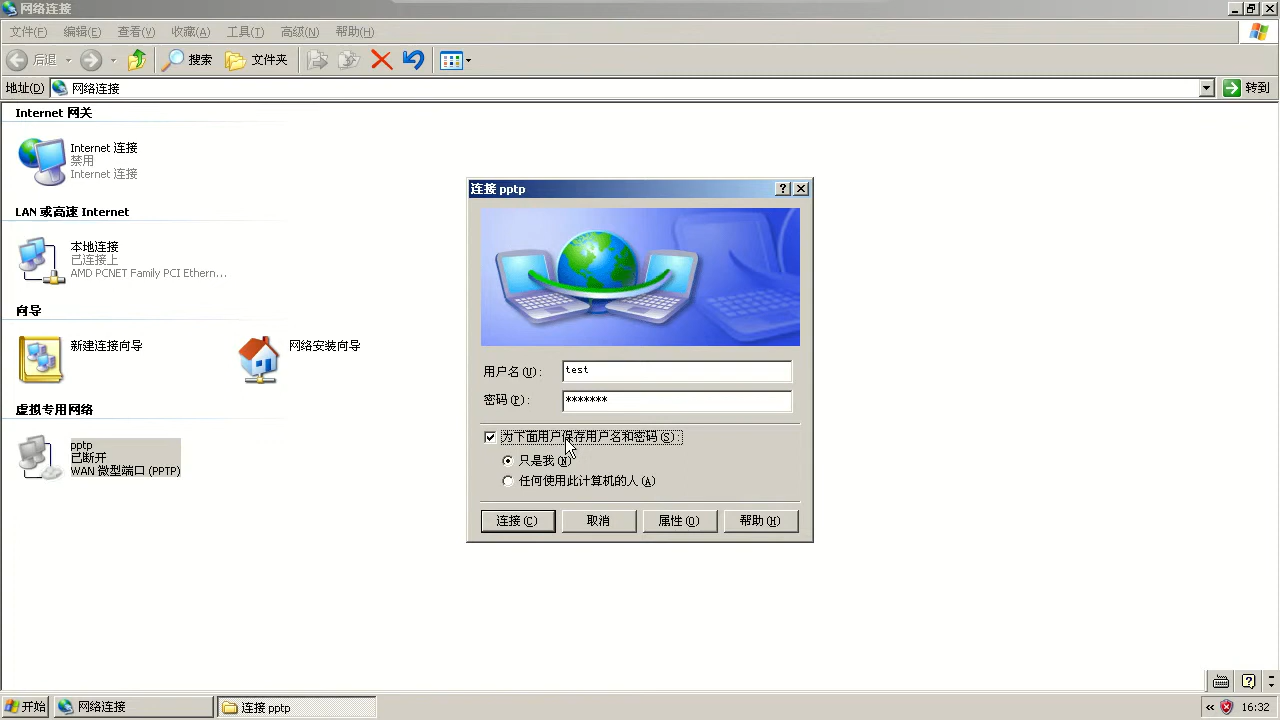 网络连接
文件(F) 编辑(E) 查看(V) 收藏(A) 工具(T) 高级(N) 帮助(H)
后退 搜索 文件夹
地址(D) 网络连接 转到
Internet 网关
Internet 连接
禁用
Internet 连接
LAN 或高速 Internet
本地连接
已连接上
AMD PCNET Family PCI Ethern...
向导
新建连接向导
网络安装向导
虚拟专用网络
pptp
已断开
WAN 微型端口 (PPTP)
连接 pptp
用户名(U): test
密码(P): *******
为下面用户保存用户名和密码(S):
只是我(N)
任何使用此计算机的人(A)
连接(C) 取消 属性(O) 帮助(H)
开始 网络连接 连接 pptp « 16:32